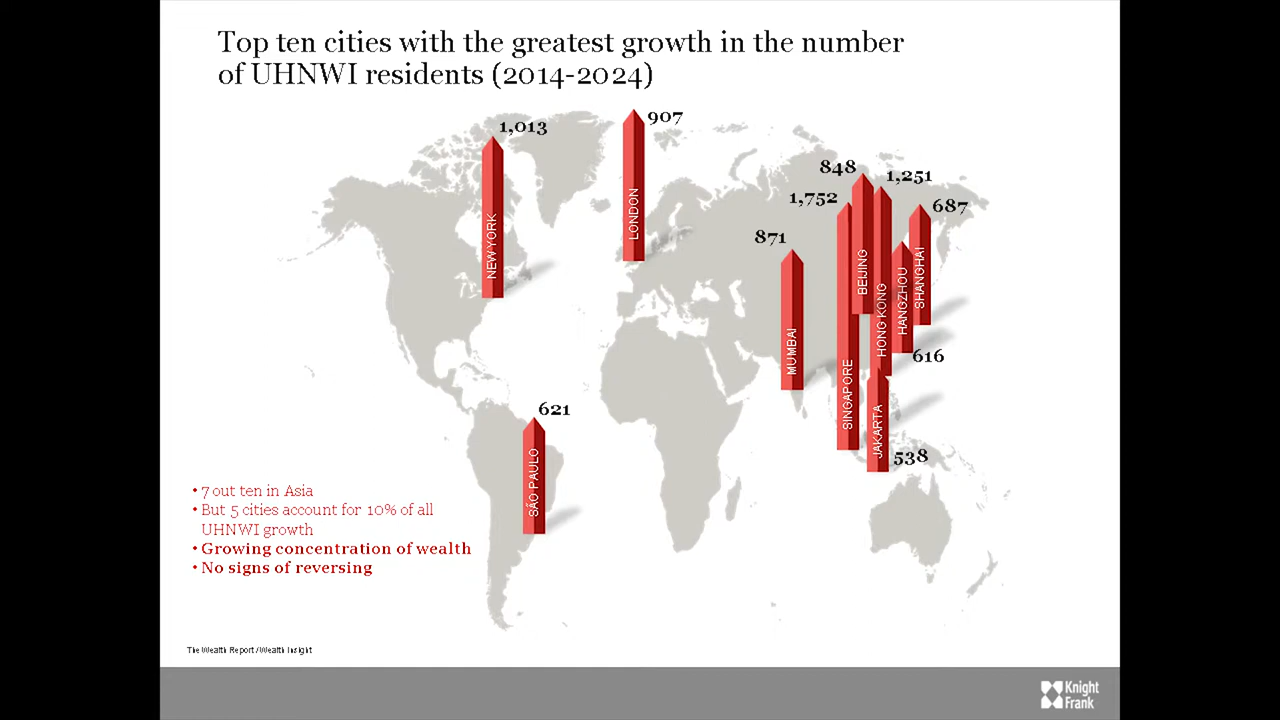 Top ten cities with the greatest growth in the number
of UHNWI residents (2014-2024)
1,013
907
848
1,251
1,752
687
871
NEW YORK
LONDON
BEIJING
SHANGHAI
HONG KONG
HANGZHOU
MUMBAI
616
SINGAPORE
JAKARTA
621
538
SÃO PAULO
• 7 out ten in Asia
• But 5 cities account for 10% of all
UHNWI growth
• Growing concentration of wealth
• No signs of reversing
The Wealth Report / Wealth Insight
Knight
Frank